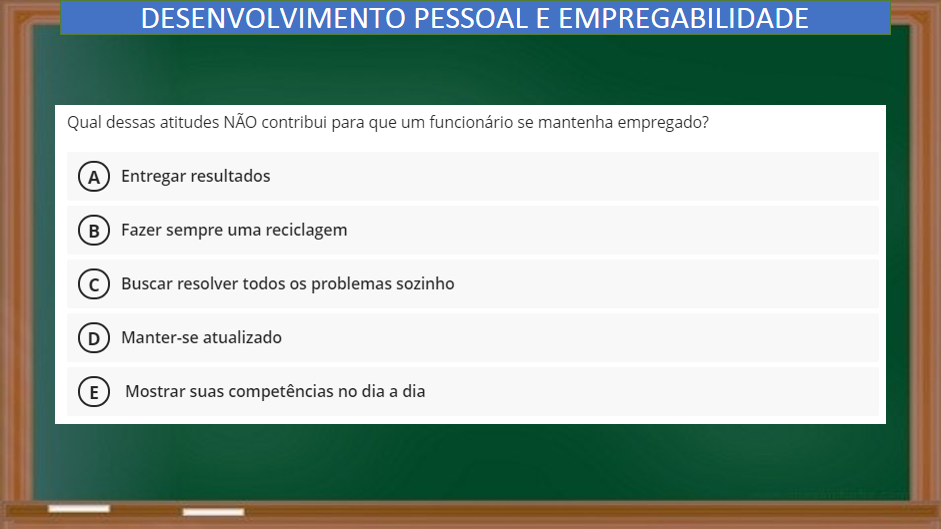 DESENVOLVIMENTO PESSOAL E EMPREGABILIDADE
Qual dessas atitudes NÃO contribui para que um funcionário se mantenha empregado?
A Entregar resultados
B Fazer sempre uma reciclagem
C Buscar resolver todos os problemas sozinho
D Manter-se atualizado
E Mostrar suas competências no dia a dia